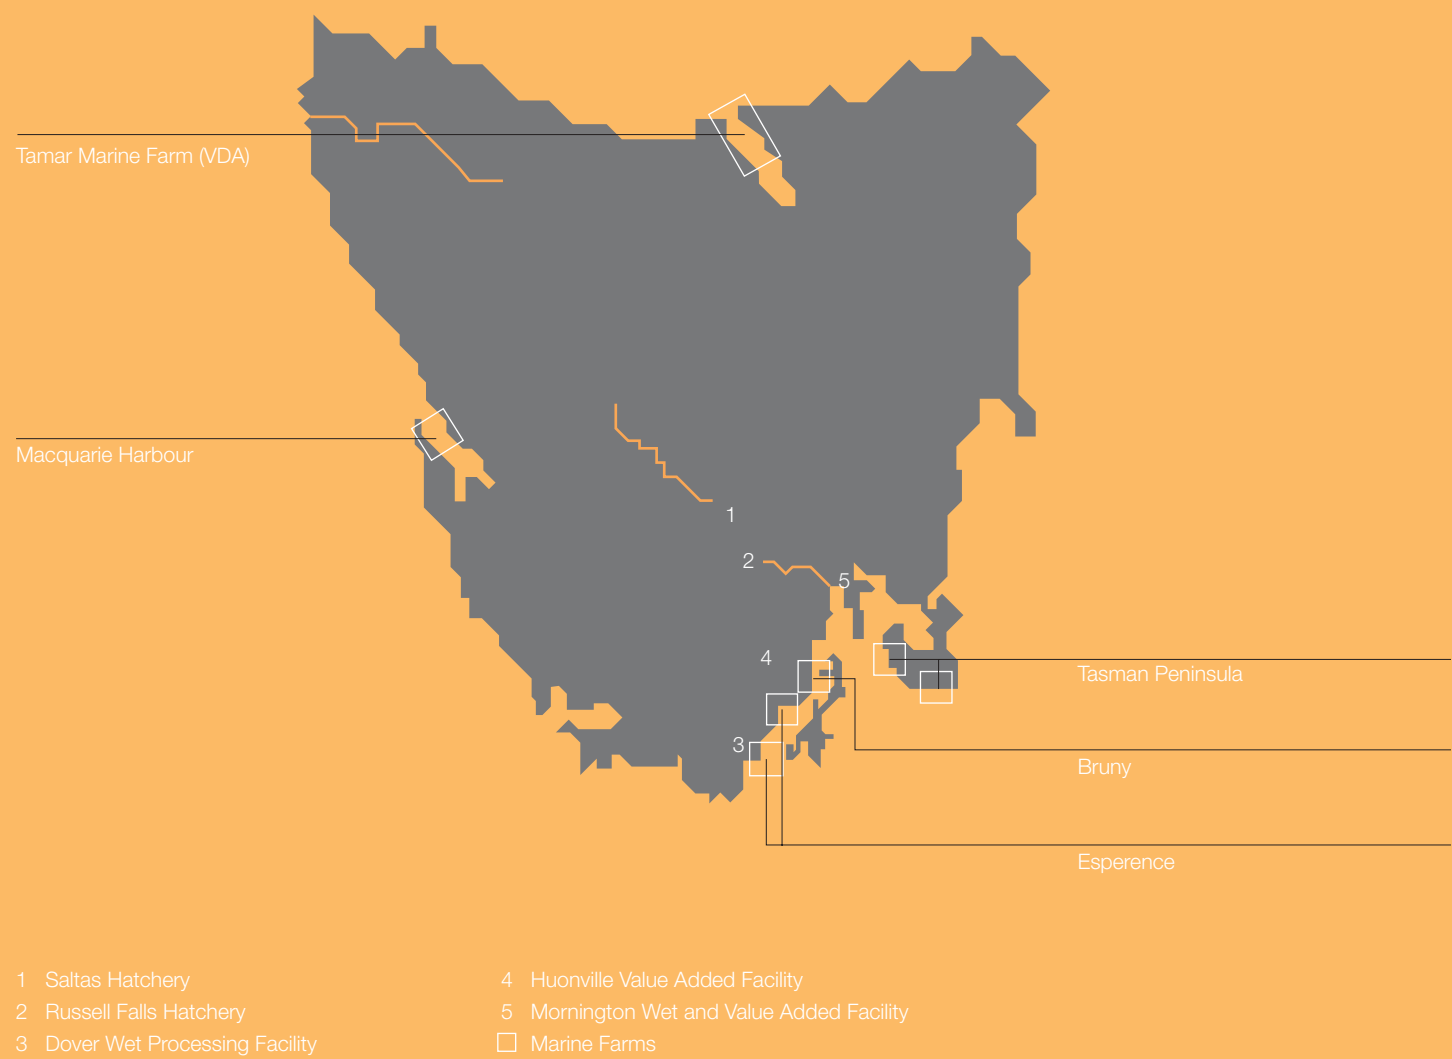 Tamar Marine Farm (VDA)
Macquarie Harbour
1
2
5
4
Tasman Peninsula
3
Bruny
Esperence
1 Saltas Hatchery
2 Russell Falls Hatchery
3 Dover Wet Processing Facility
4 Huonville Value Added Facility
5 Mornington Wet and Value Added Facility
Marine Farms